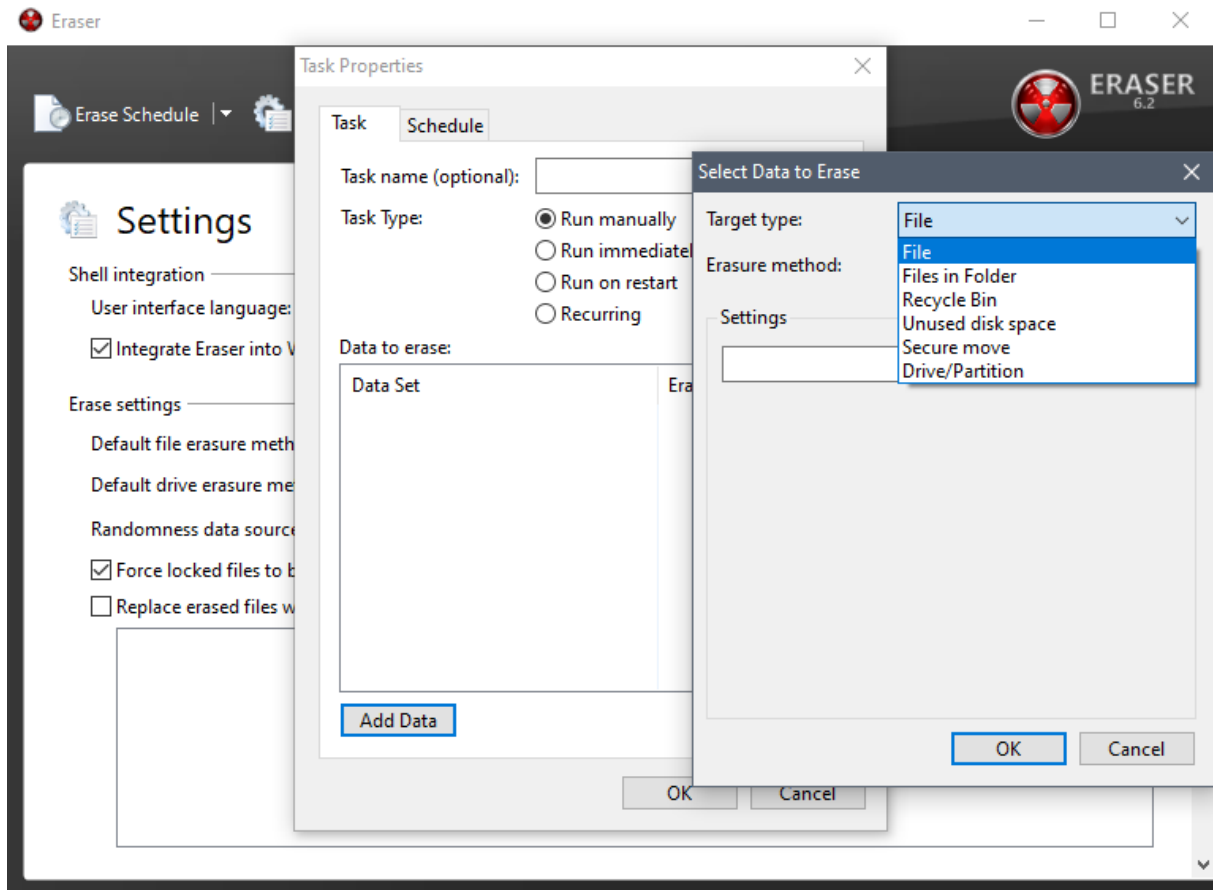 Eraser
Task Properties
ERASER
6.2
Erase Schedule
Task
Schedule
Task name (optional):
Select Data to Erase
Settings
Task Type:
Run manually
Target type:
File
Run immediatel
File
Shell integration
Erasure method:
Files in Folder
Run on restart
Recycle Bin
User interface language:
Recurring
Settings
Unused disk space
Integrate Eraser into
Data to erase:
Secure move
Drive/Partition
Data Set
Era
Erase settings
Default file erasure meth
Default drive erasure me
Randomness data source
Force locked files to b
Replace erased files w
Add Data
OK
Cancel
OK
Cancel